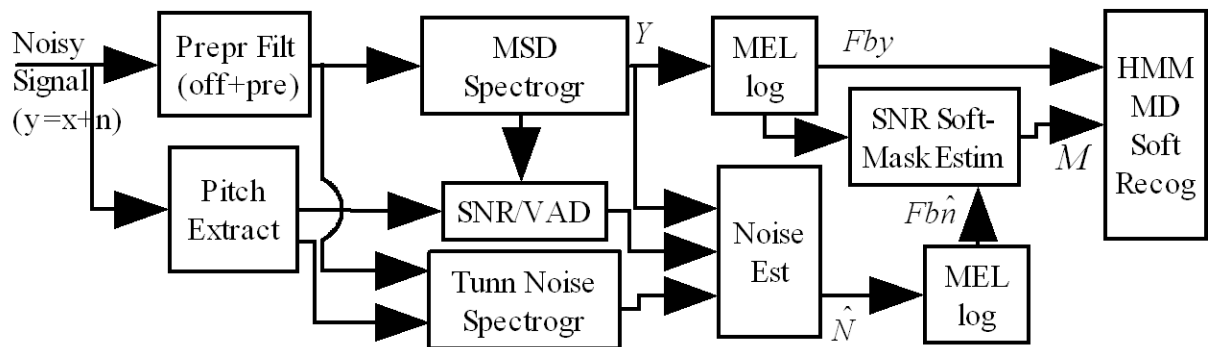 Noisy
Signal
(y=x+n)
Prepr Filt
(off+pre)
MSD
Spectrogr
Y
MEL
log
Fby
HMM
MD
Soft
Recog
SNR Soft-
Mask Estim
M
Pitch
Extract
SNR/VAD
Tunn Noise
Spectrogr
Noise
Est
N̂
Fbn̂
MEL
log